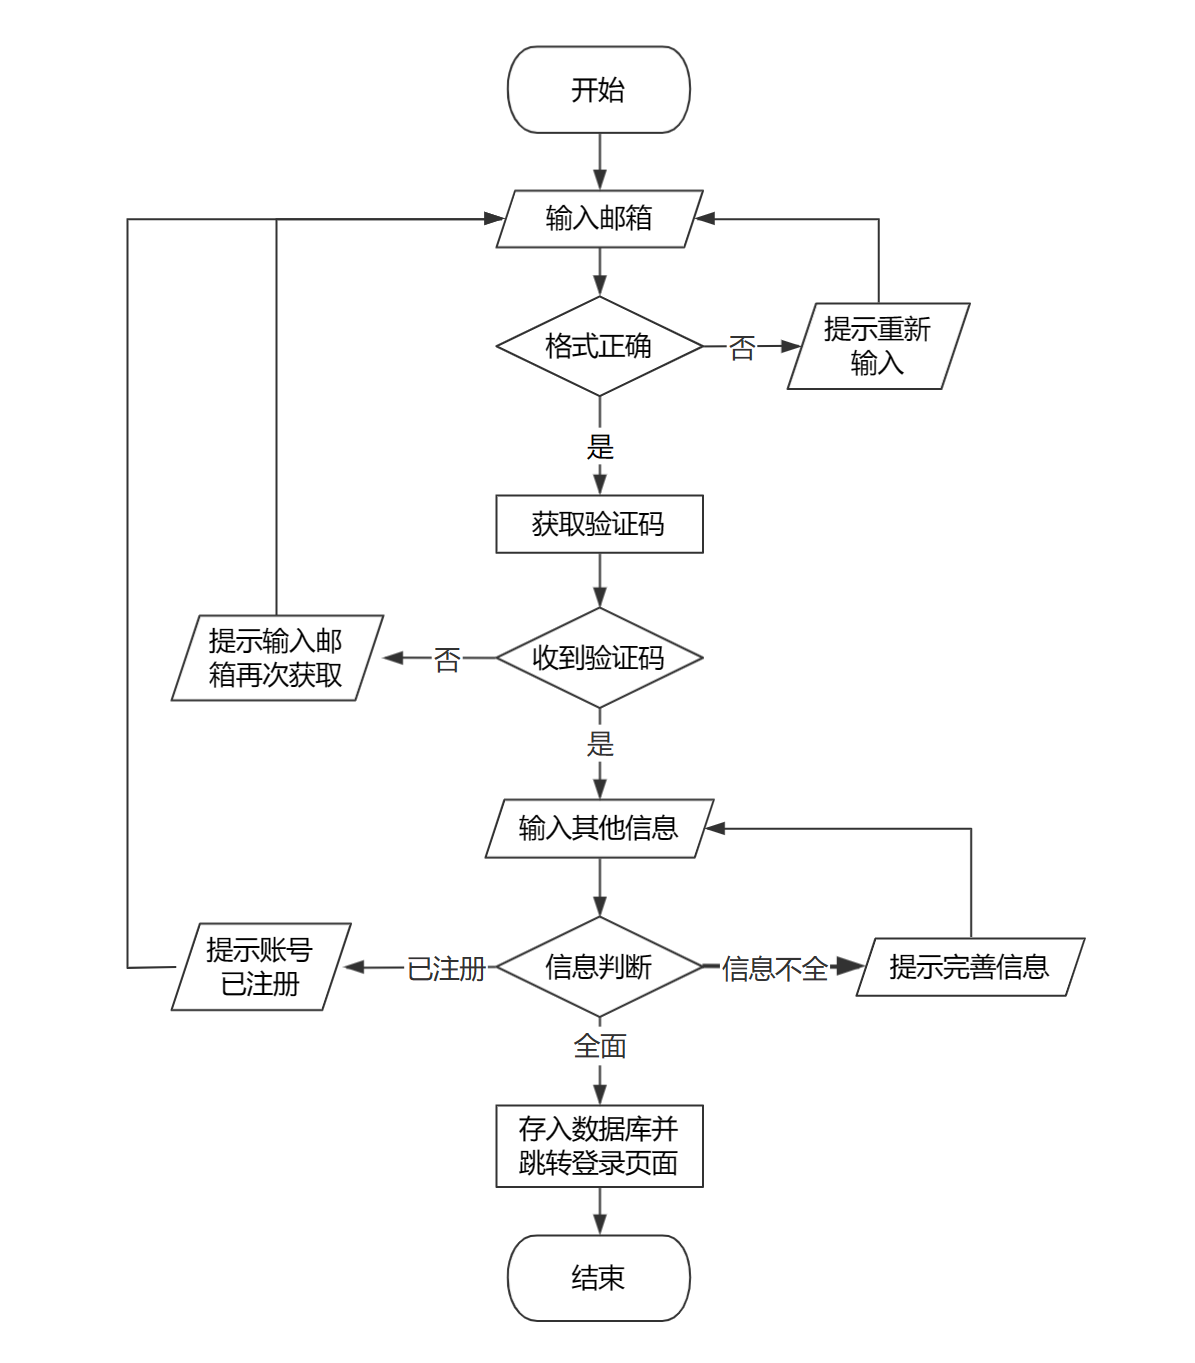 开始
输入邮箱
格式正确
否
提示重新
输入
是
获取验证码
收到验证码
否
提示输入邮
箱再次获取
是
输入其他信息
信息判断
已注册
提示账号
已注册
信息不全
提示完善信息
全面
存入数据库并
跳转登录页面
结束